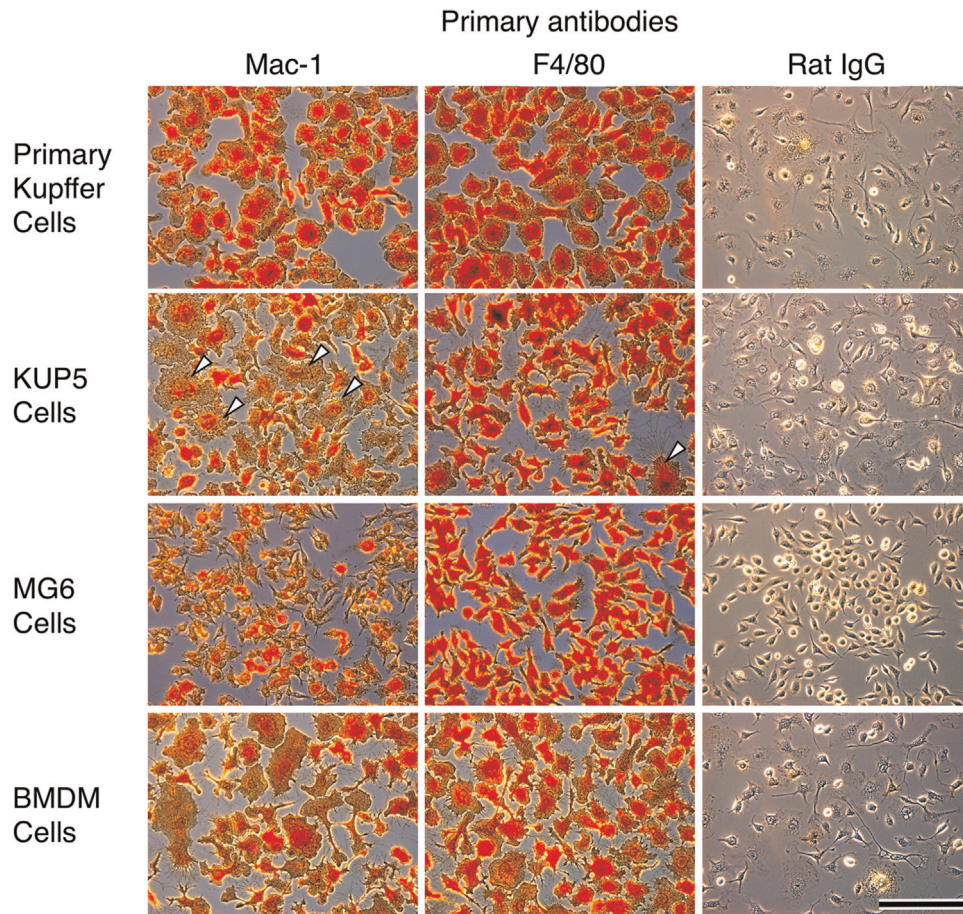 Primary antibodies
Mac-1
F4/80
Rat IgG
Primary
Kupffer
Cells
KUP5
Cells
MG6
Cells
BMDM
Cells